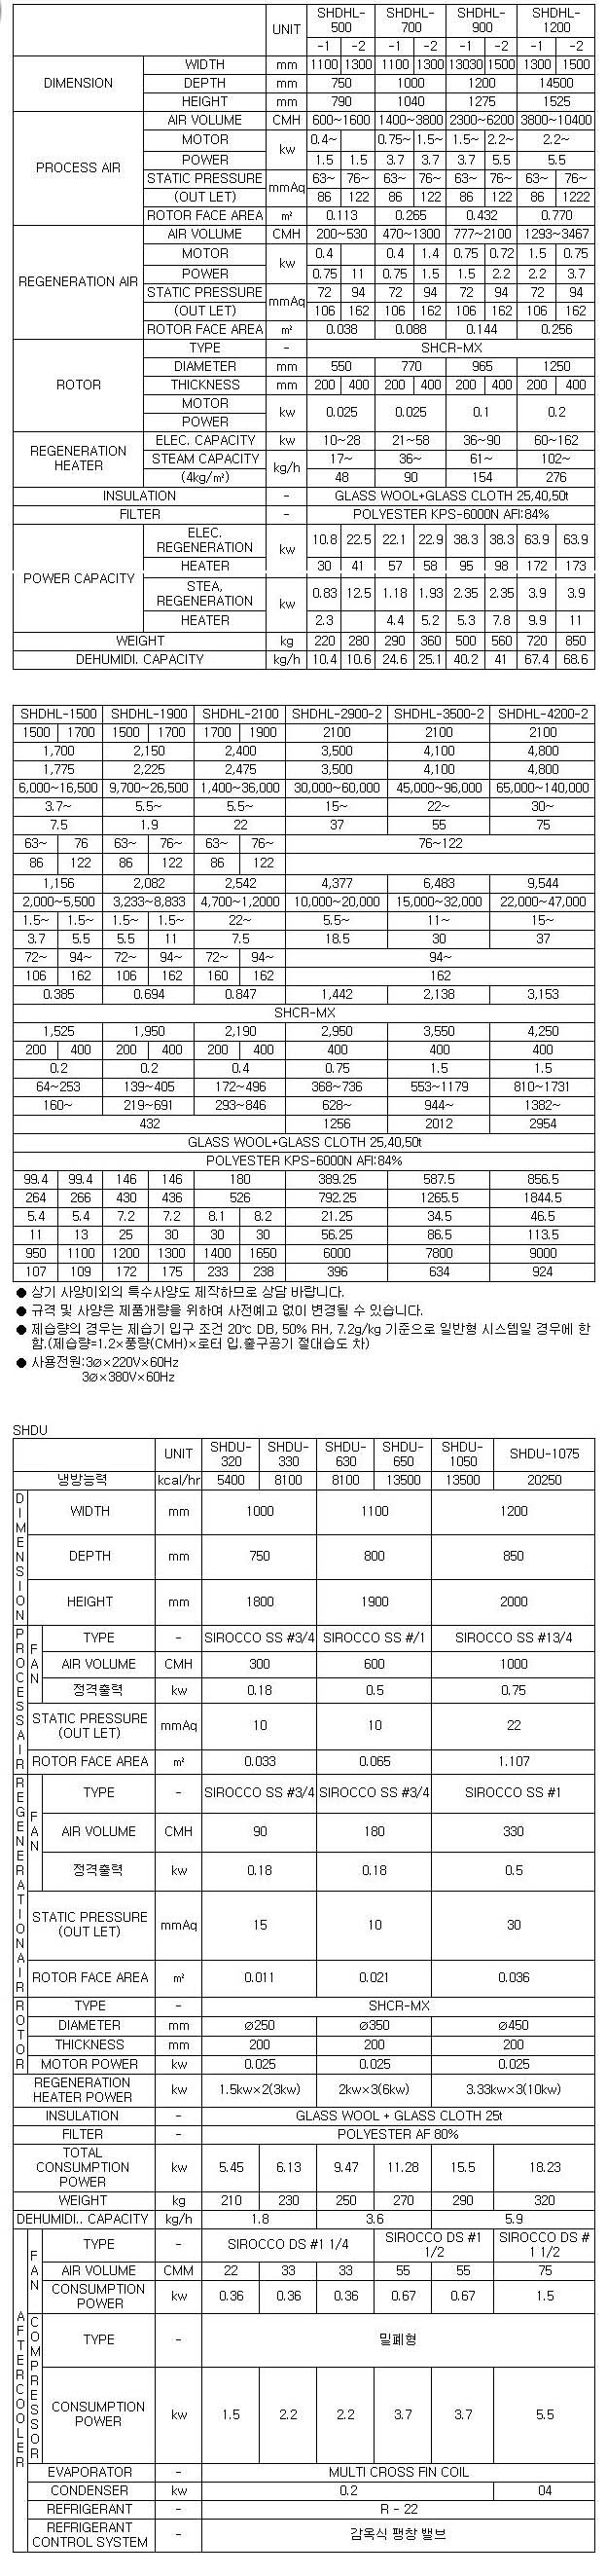 UNIT SHDHL-500 SHDHL-700 SHDHL-900 SHDHL-1200
-1 -2 -1 -2 -1 -2 -1 -2
DIMENSION WIDTH mm 1100 1300 1100 1300 13030 1500 1300 1500
DEPTH mm 750 1000 1200 14500
HEIGHT mm 790 1040 1275 1525
PROCESS AIR AIR VOLUME CMH 600~1600 1400~3800 2300~6200 3800~10400
MOTOR kw 0.4~ 0.75~ 1.5~ 1.5~ 2.2~ 2.2~
POWER 1.5 1.5 3.7 3.7 3.7 5.5 5.5
STATIC PRESSURE mmAq 63~ 76~ 63~ 76~ 63~ 76~ 63~ 76~
(OUT LET) 86 122 86 122 86 122 86 1222
ROTOR FACE AREA m² 0.113 0.265 0.432 0.770
REGENERATION AIR AIR VOLUME CMH 200~530 470~1300 777~2100 1293~3467
MOTOR kw 0.4 0.4 1.4 0.75 0.72 1.5 0.75
POWER 0.75 11 0.75 1.5 1.5 2.2 2.2 3.7
STATIC PRESSURE mmAq 72 94 72 94 72 94 72 94
(OUT LET) 106 162 106 162 106 162 106 162
ROTOR FACE AREA m² 0.038 0.088 0.144 0.256
ROTOR TYPE - SHCR-MX
DIAMETER mm 550 770 965 1250
THICKNESS mm 200 400 200 400 200 400 200 400
MOTOR POWER kw 0.025 0.025 0.1 0.2
REGENERATION HEATER ELEC. CAPACITY kw 10~28 21~58 36~90 60~162
STEAM CAPACITY kg/h 17~ 36~ 61~ 102~
(4kg/m²) 48 90 154 276
INSULATION - GLASS WOOL+GLASS CLOTH 25,40,50t
FILTER - POLYESTER KPS-6000N AFI:84%
POWER CAPACITY ELEC. REGENERATION kw 10.8 22.5 22.1 22.9 38.3 38.3 63.9 63.9
HEATER 30 41 57 58 95 98 172 173
STEA, REGENERATION kw 0.83 12.5 1.18 1.93 2.35 2.35 3.9 3.9
HEATER 2.3 4.4 5.2 5.3 7.8 9.9 11
WEIGHT kg 220 280 290 360 500 560 720 850
DEHUMIDI. CAPACITY kg/h 10.4 10.6 24.6 25.1 40.2 41 67.4 68.6
SHDHL-1500 SHDHL-1900 SHDHL-2100 SHDHL-2900-2 SHDHL-3500-2 SHDHL-4200-2
1500 1700 1500 1700 1700 1900 2100 2100 2100
1,700 2,150 2,400 3,500 4,100 4,800
1,775 2,225 2,475 3,500 4,100 4,800
6,000~16,500 9,700~26,500 1,400~36,000 30,000~60,000 45,000~96,000 65,000~140,000
3.7~ 5.5~ 5.5~ 15~ 22~ 30~
7.5 1.9 22 37 55 75
63~ 76 63~ 76~ 63~ 76~ 76~122
86 122 86 122 86 122
1,156 2,082 2,542 4,377 6,483 9,544
2,000~5,500 3,233~8,833 4,700~1,2000 10,000~20,000 15,000~32,000 22,000~47,000
1.5~ 1.5~ 1.5~ 1.5~ 22~ 5.5~ 11~ 15~
3.7 5.5 5.5 11 7.5 18.5 30 37
72~ 94~ 72~ 94~ 72~ 94~ 94~
106 162 106 162 160 162 162
0.385 0.694 0.847 1,442 2,138 3,153
SHCR-MX
1,525 1,950 2,190 2,950 3,550 4,250
200 400 200 400 200 400 400 400 400
0.2 0.2 0.4 0.75 1.5 1.5
64~253 139~405 172~496 368~736 553~1179 810~1731
160~ 219~691 293~846 628~ 944~ 1382~
432 1256 2012 2954
GLASS WOOL+GLASS CLOTH 25,40,50t
POLYESTER KPS-6000N AFI:84%
99.4 99.4 146 146 180 389.25 587.5 856.5
264 266 430 436 526 792.25 1265.5 1844.5
5.4 5.4 7.2 7.2 8.1 8.2 21.25 34.5 46.5
11 13 25 30 30 30 56.25 86.5 113.5
950 1100 1200 1300 1400 1650 6000 7800 9000
107 109 172 175 233 238 396 634 924
● 상기 사양이외의 특수사양도 제작하므로 상담 바랍니다.
● 규격 및 사양은 제품개량을 위하여 사전예고 없이 변경될 수 있습니다.
● 제습량의 경우는 제습기 입구 조건 20℃ DB, 50% RH, 7.2g/kg 기준으로 일반형 시스템일 경우에 한
함.(제습량=1.2×풍량(CMH)×로터 입.출구공기 절대습도 차)
● 사용전원:3∅×220V×60Hz
3∅×380V×60Hz
SHDU
UNIT SHDU-320 SHDU-330 SHDU-630 SHDU-650 SHDU-1050 SHDU-1075
냉방능력 kcal/hr 5400 8100 8100 13500 13500 20250
DIMENSION WIDTH mm 1000 1100 1200
DEPTH mm 750 800 850
HEIGHT mm 1800 1900 2000
PROCESS AIR FAN TYPE - SIROCCO SS #3/4 SIROCCO SS #/1 SIROCCO SS #13/4
AIR VOLUME CMH 300 600 1000
정격출력 kw 0.18 0.5 0.75
STATIC PRESSURE (OUT LET) mmAq 10 10 22
ROTOR FACE AREA m² 0.033 0.065 1.107
REGENERATION AIR FAN TYPE - SIROCCO SS #3/4 SIROCCO SS #3/4 SIROCCO SS #1
AIR VOLUME CMH 90 180 330
정격출력 kw 0.18 0.18 0.5
STATIC PRESSURE (OUT LET) mmAq 15 10 30
ROTOR FACE AREA m² 0.011 0.021 0.036
ROTOR TYPE - SHCR-MX
DIAMETER mm ∅250 ∅350 ∅450
THICKNESS mm 200 200 200
MOTOR POWER kw 0.025 0.025 0.025
REGENERATION HEATER POWER kw 1.5kw×2(3kw) 2kw×3(6kw) 3.33kw×3(10kw)
INSULATION - GLASS WOOL + GLASS CLOTH 25t
FILTER - POLYESTER AF 80%
TOTAL CONSUMPTION POWER kw 5.45 6.13 9.47 11.28 15.5 18.23
WEIGHT kg 210 230 250 270 290 320
DEHUMIDI.. CAPACITY kg/h 1.8 3.6 5.9
AFTERCOOLER FAN TYPE - SIROCCO DS #1 1/4 SIROCCO DS #1 1/2 SIROCCO DS #1 1/2
AIR VOLUME CMM 22 33 33 55 55 75
CONSUMPTION POWER kw 0.36 0.36 0.36 0.67 0.67 1.5
COMPRESSOR TYPE - 밀폐형
CONSUMPTION POWER kw 1.5 2.2 2.2 3.7 3.7 5.5
EVAPORATOR - MULTI CROSS FIN COIL
CONDENSER kw 0.2 04
REFRIGERANT - R - 22
REFRIGERANT CONTROL SYSTEM - 감옥식 팽창 밸브